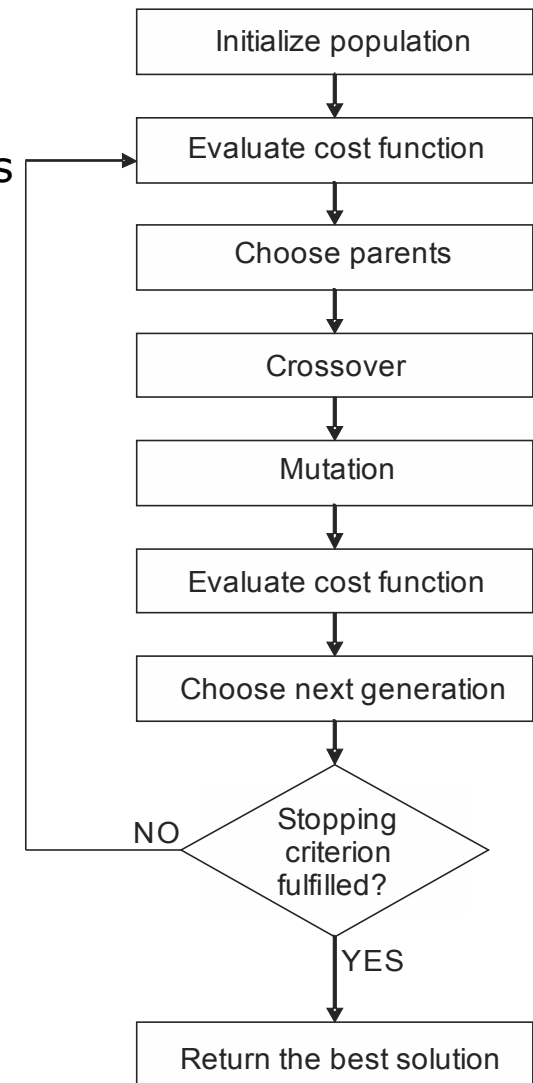 Initialize population
Evaluate cost function
s
Choose parents
Crossover
Mutation
Evaluate cost function
Choose next generation
NO
Stopping
criterion
fulfilled?
YES
Return the best solution